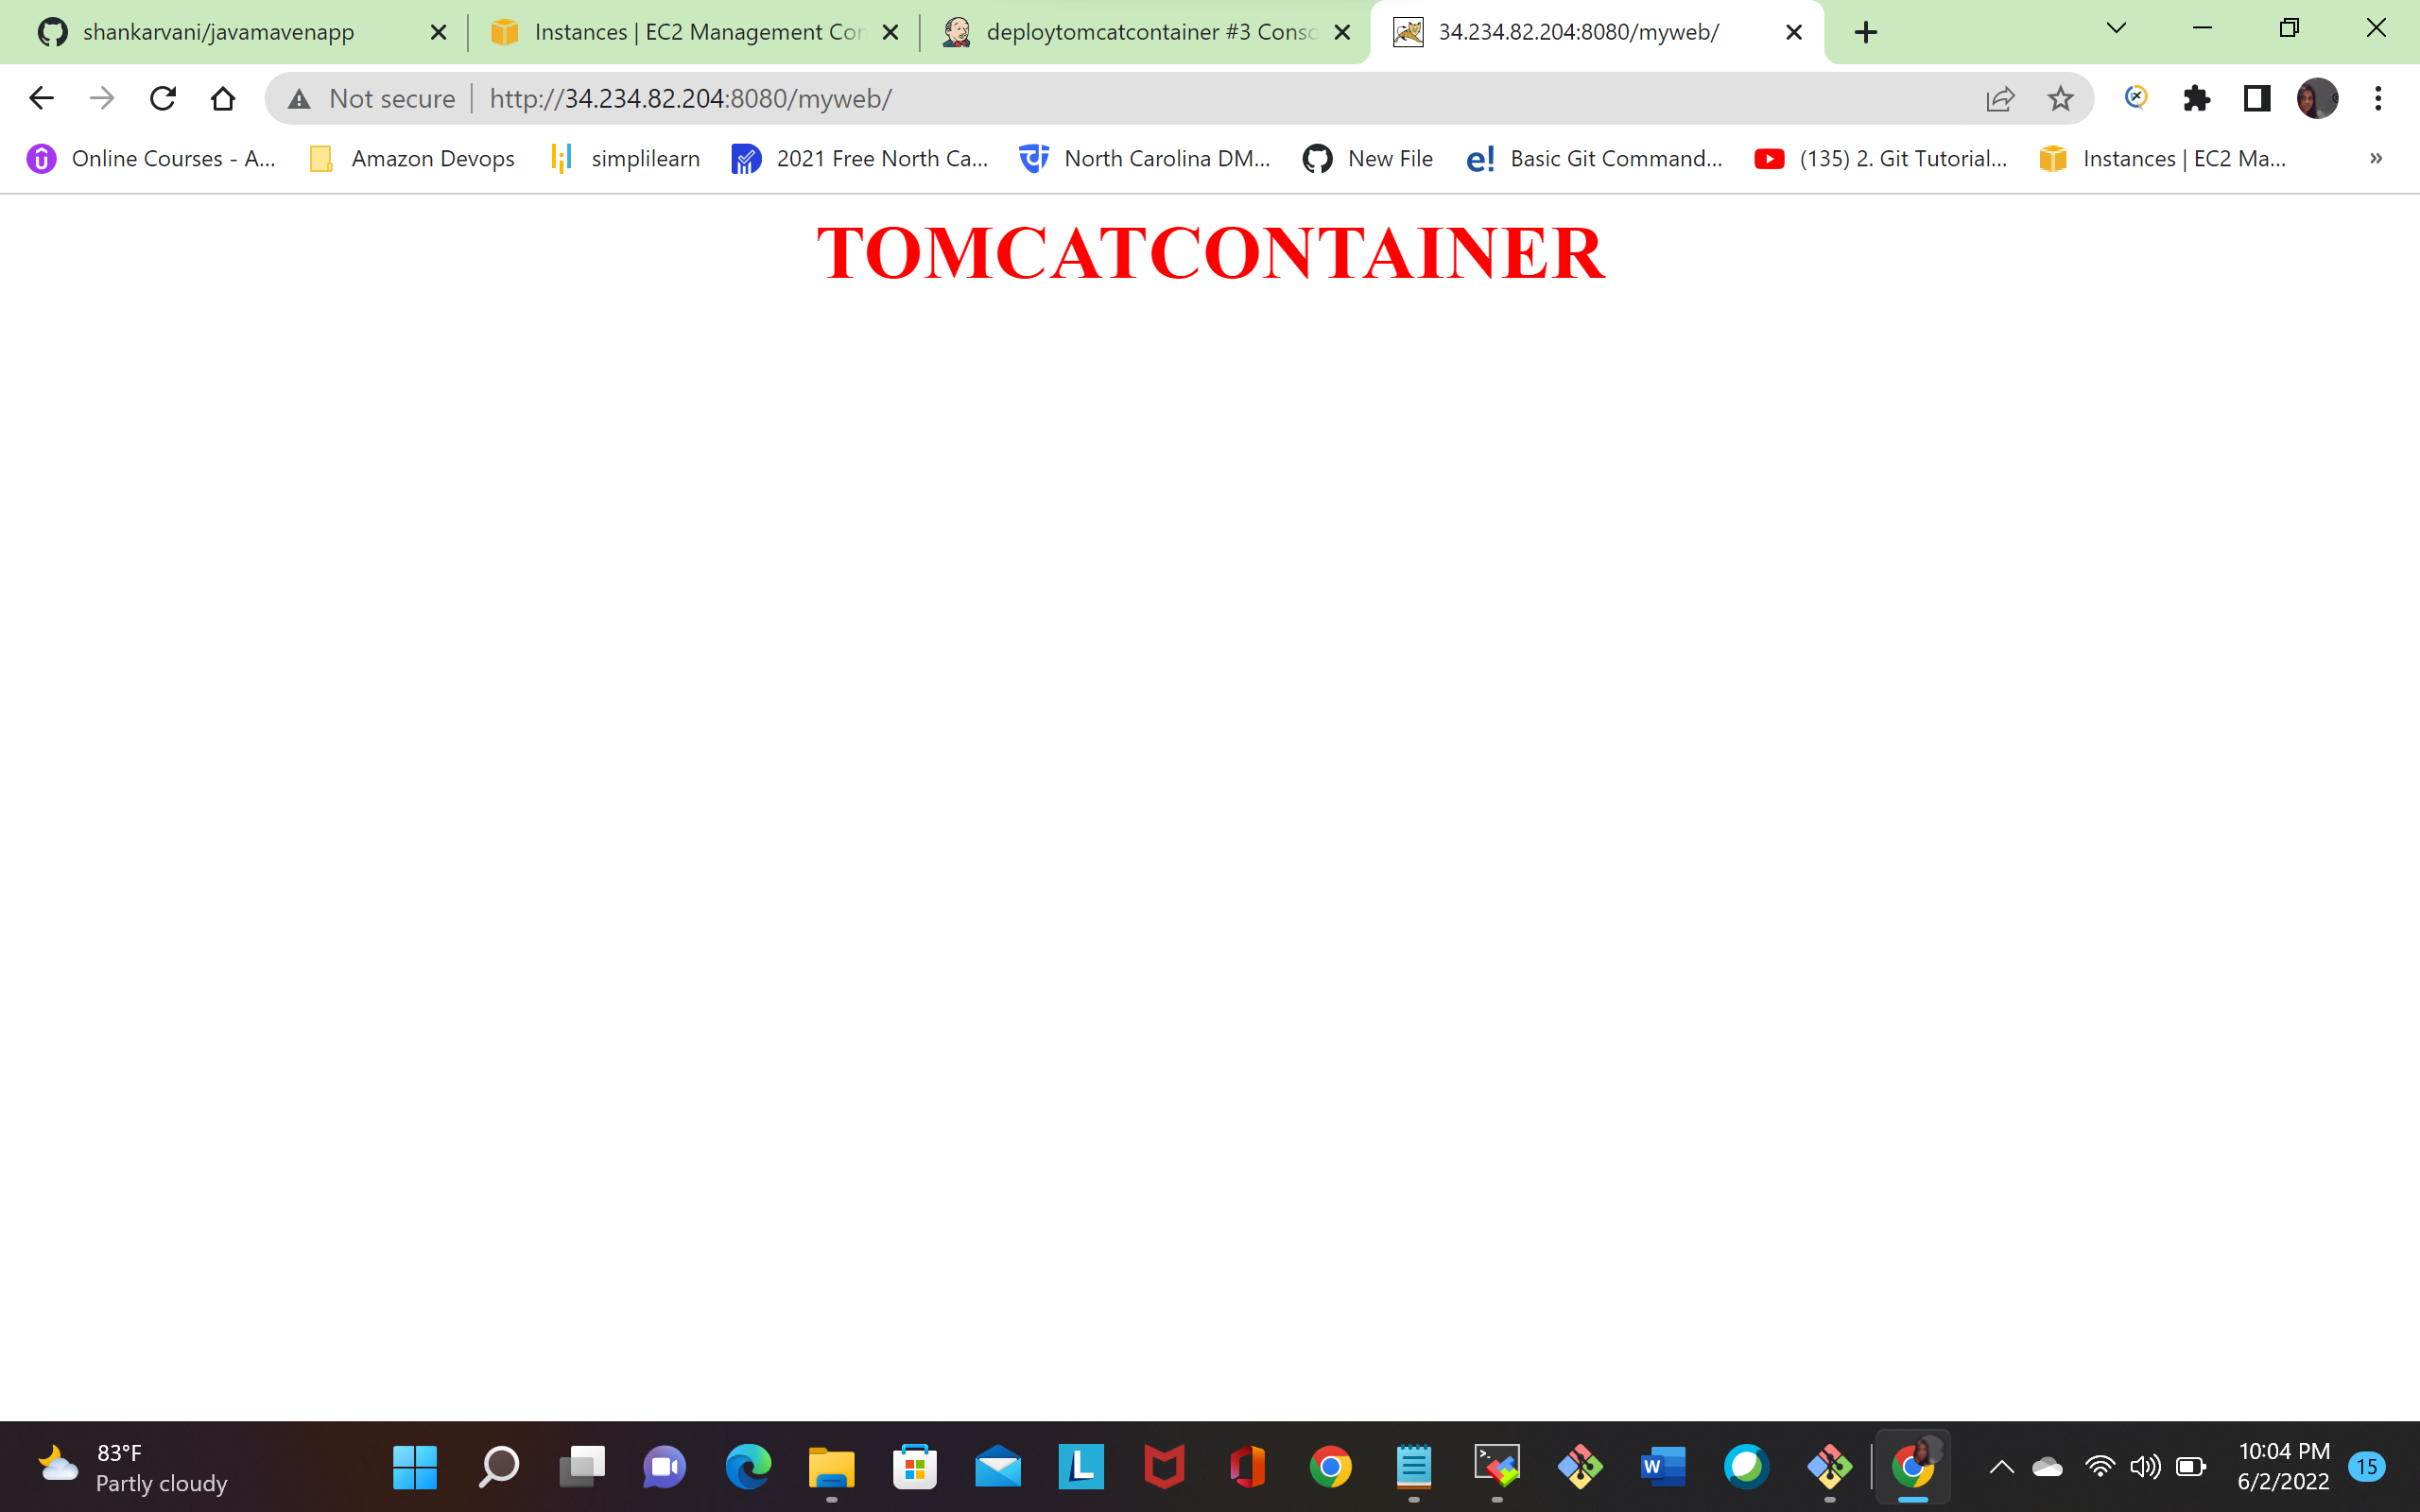 shankarvani/javamavenapp
Instances | EC2 Management Con
deploytomcatcontainer #3 Conso
34.234.82.204:8080/myweb/
Not secure
http://34.234.82.204:8080/myweb/
Online Courses - A...
Amazon Devops
simplilearn
2021 Free North Ca...
North Carolina DM...
New File
e! Basic Git Command...
(135) 2. Git Tutorial...
Instances | EC2 Ma...
»
TOMCATCONTAINER
83°F
Partly cloudy
L
W
10:04 PM
6/2/2022
15